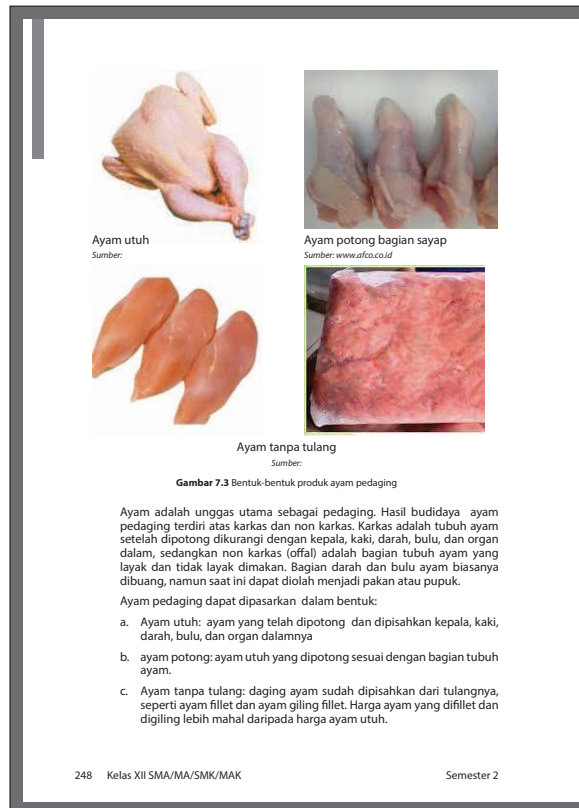 Ayam utuh
Sumber:
Ayam potong bagian sayap
Sumber: www.afco.co.id
Ayam tanpa tulang
Sumber:
Gambar 7.3 Bentuk-bentuk produk ayam pedaging
Ayam adalah unggas utama sebagai pedaging. Hasil budidaya ayam
pedaging terdiri atas karkas dan non karkas. Karkas adalah tubuh ayam
setelah dipotong dikurangi dengan kepala, kaki, darah, bulu, dan organ
dalam, sedangkan non karkas (offal) adalah bagian tubuh ayam yang
layak dan tidak layak dimakan. Bagian darah dan bulu ayam biasanya
dibuang, namun saat ini dapat diolah menjadi pakan atau pupuk.
Ayam pedaging dapat dipasarkan dalam bentuk:
a. Ayam utuh: ayam yang telah dipotong dan dipisahkan kepala, kaki,
darah, bulu, dan organ dalamnya
b. ayam potong: ayam utuh yang dipotong sesuai dengan bagian tubuh
ayam.
c. Ayam tanpa tulang: daging ayam sudah dipisahkan dari tulangnya,
seperti ayam fillet dan ayam giling fillet. Harga ayam yang difillet dan
digiling lebih mahal daripada harga ayam utuh.
248 Kelas XII SMA/MA/SMK/MAK
Semester 2